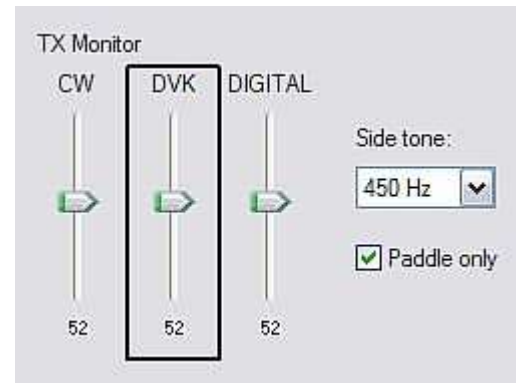 TX Monitor
CW DVK DIGITAL
Side tone:
450 Hz
Paddle only
52 52 52